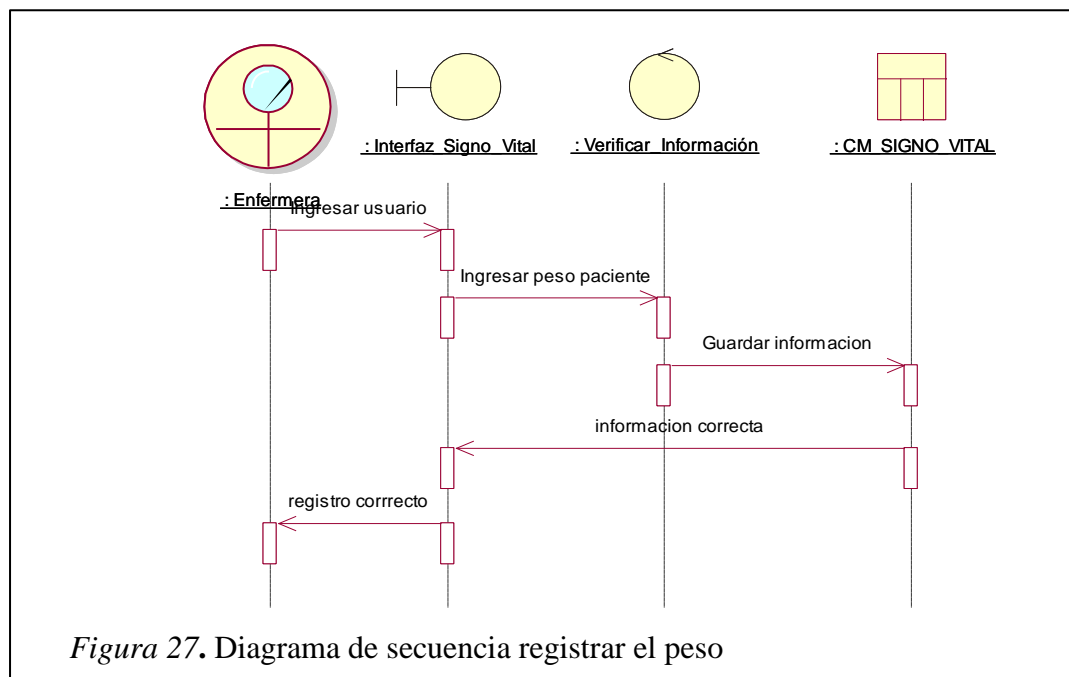 : Interfaz_Signo_Vital
: Verificar_Información
: CM_SIGNO_VITAL
: Enfermera
Ingresar usuario
Ingresar peso paciente
Guardar informacion
informacion correcta
registro corrrecto
Figura 27. Diagrama de secuencia registrar el peso